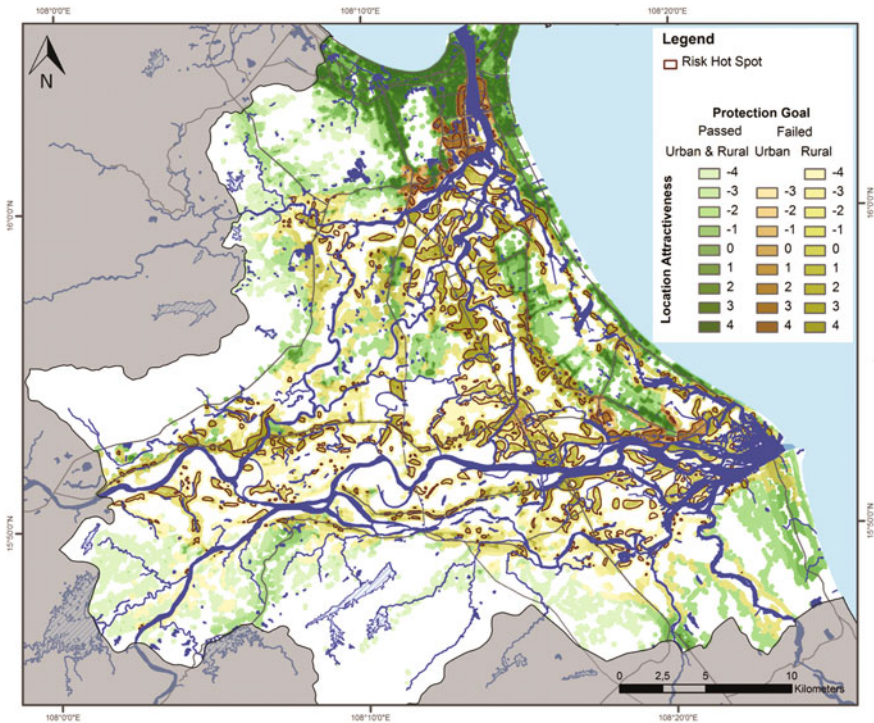 108°0'0"E 108°10'0"E 108°20'0"E
N
Legend
Risk Hot Spot
Protection Goal
Passed Failed
Urban & Rural Urban Rural
-4 -4
-3 -3 -3
-2 -2 -2
-1 -1 -1
0 0 0
1 1 1
2 2 2
3 3 3
4 4 4
Location Attractiveness
16°0'0"N 16°0'0"N
15°50'0"N 15°50'0"N
0 2,5 5 10
Kilometers
108°0'0"E 108°10'0"E 108°20'0"E